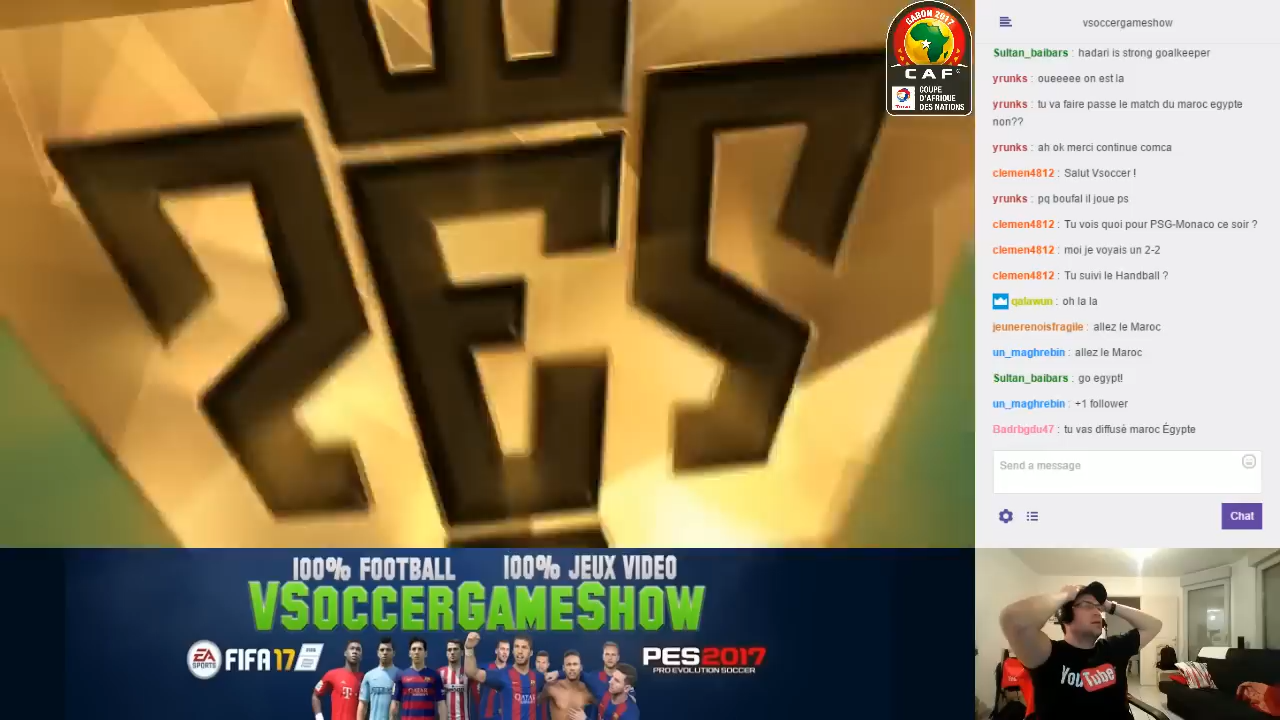 PES
GABON 2017
CAF
TOTAL
COUPE
D'AFRIQUE
DES NATIONS
vsoccergameshow
Sultan_baibars : hadari is strong goalkeeper
yrunks : oueeeee on est la
yrunks : tu va faire passe le match du maroc egypte
non??
yrunks : ah ok merci continue comca
clemen4812 : Salut Vsoccer !
yrunks : pq boufal il joue ps
clemen4812 : Tu vois quoi pour PSG-Monaco ce soir ?
clemen4812 : moi je voyais un 2-2
clemen4812 : Tu suivi le Handball ?
qalawun : oh la la
jeunerenoisfragile : allez le Maroc
un_maghrebin : allez le Maroc
Sultan_baibars : go egypt!
un_maghrebin : +1 follower
Badrbgdu47 : tu vas diffusé maroc Égypte
Send a message
Chat
100% FOOTBALL 100% JEUX VIDEO
VSOCCERGAMESHOW
EA SPORTS FIFA 17 PES2017
PRO EVOLUTION SOCCER
YouTube